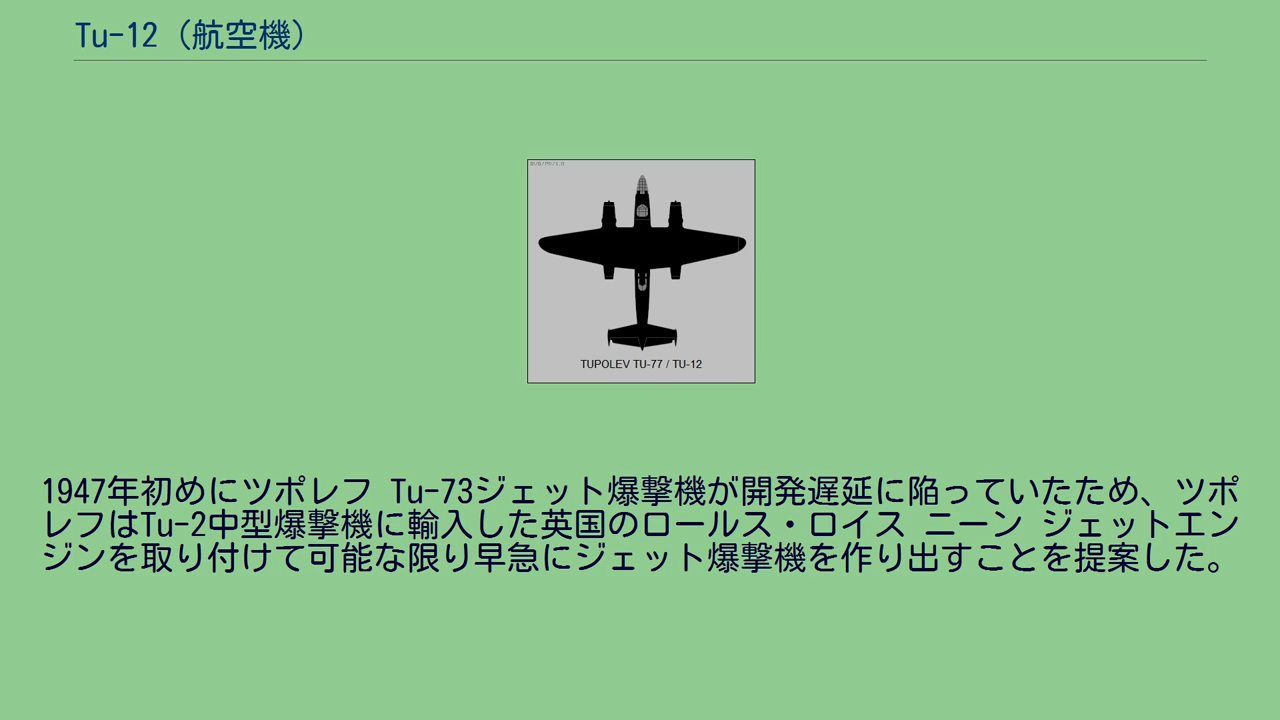 Tu-12（航空機）
TUPOLEV TU-77 / TU-12
1947年初めにツポレフ Tu-73ジェット爆撃機が開発遅延に陥っていたため、ツポ
レフはTu-2中型爆撃機に輸入した英国のロールス・ロイス ニーン ジェットエン
ジンを取り付けて可能な限り早急にジェット爆撃機を作り出すことを提案した。